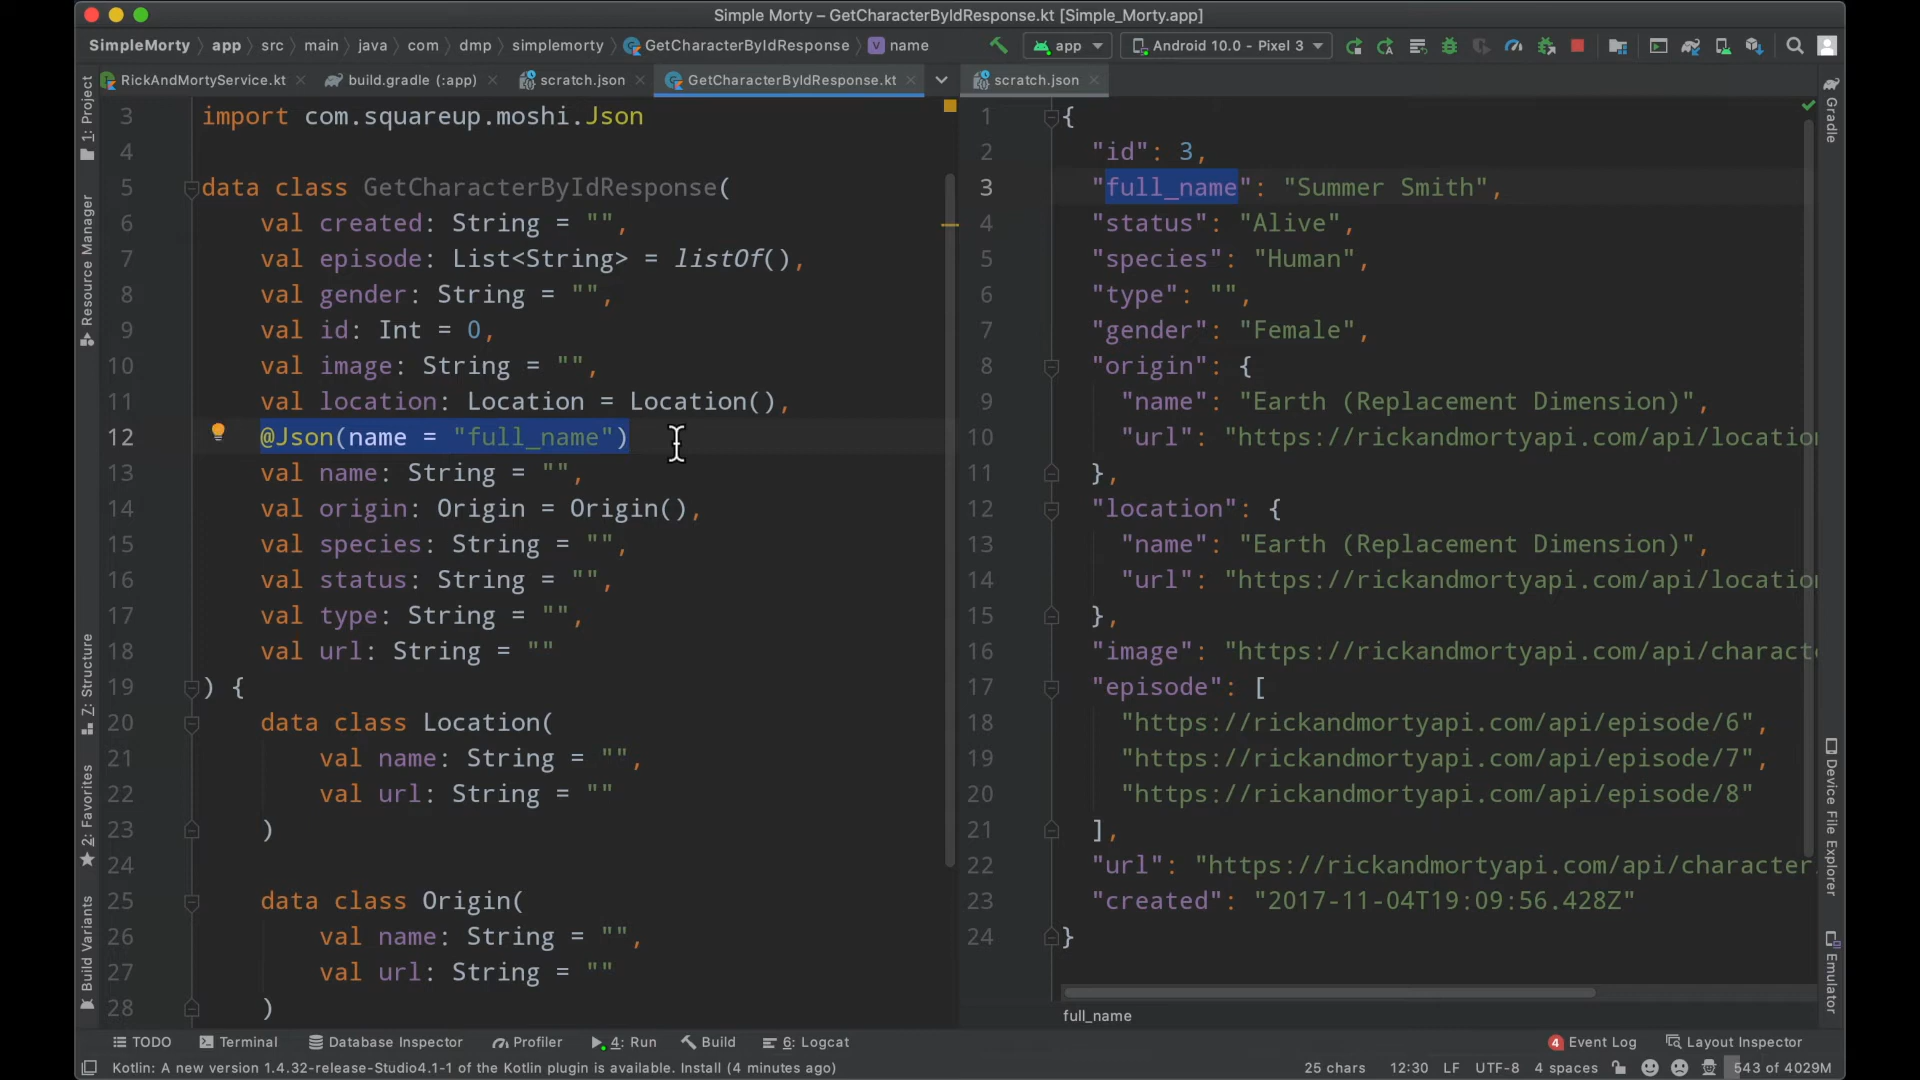 Simple Morty – GetCharacterByIdResponse.kt [Simple_Morty.app]
SimpleMorty 〉 app 〉 src 〉 main 〉 java 〉 com 〉 dmp 〉 simplemorty 〉 GetCharacterByIdResponse 〉 name
app
Android 10.0 - Pixel 3
RickAndMortyService.kt
build.gradle (:app)
scratch.json
GetCharacterByIdResponse.kt
scratch.json
1: Project
Resource Manager
Z: Structure
2: Favorites
Build Variants
3 import com.squareup.moshi.Json
4
5 data class GetCharacterByIdResponse(
6 val created: String = "",
7 val episode: List<String> = listOf(),
8 val gender: String = "",
9 val id: Int = 0,
10 val image: String = "",
11 val location: Location = Location(),
12 @Json(name = "full_name")
13 val name: String = "",
14 val origin: Origin = Origin(),
15 val species: String = "",
16 val status: String = "",
17 val type: String = "",
18 val url: String = ""
19 ) {
20 data class Location(
21 val name: String = "",
22 val url: String = ""
23 )
24
25 data class Origin(
26 val name: String = "",
27 val url: String = ""
28 )
1 {
2 "id": 3,
3 "full_name": "Summer Smith",
4 "status": "Alive",
5 "species": "Human",
6 "type": "",
7 "gender": "Female",
8 "origin": {
9 "name": "Earth (Replacement Dimension)",
10 "url": "https://rickandmortyapi.com/api/location
11 },
12 "location": {
13 "name": "Earth (Replacement Dimension)",
14 "url": "https://rickandmortyapi.com/api/location
15 },
16 "image": "https://rickandmortyapi.com/api/characte
17 "episode": [
18 "https://rickandmortyapi.com/api/episode/6",
19 "https://rickandmortyapi.com/api/episode/7",
20 "https://rickandmortyapi.com/api/episode/8"
21 ],
22 "url": "https://rickandmortyapi.com/api/character
23 "created": "2017-11-04T19:09:56.428Z"
24 }
full_name
Gradle
Device File Explorer
Emulator
TODO
Terminal
Database Inspector
Profiler
4: Run
Build
6: Logcat
4 Event Log
Layout Inspector
Kotlin: A new version 1.4.32-release-Studio4.1-1 of the Kotlin plugin is available. Install (4 minutes ago)
25 chars
12:30
LF
UTF-8
4 spaces
543 of 4029M